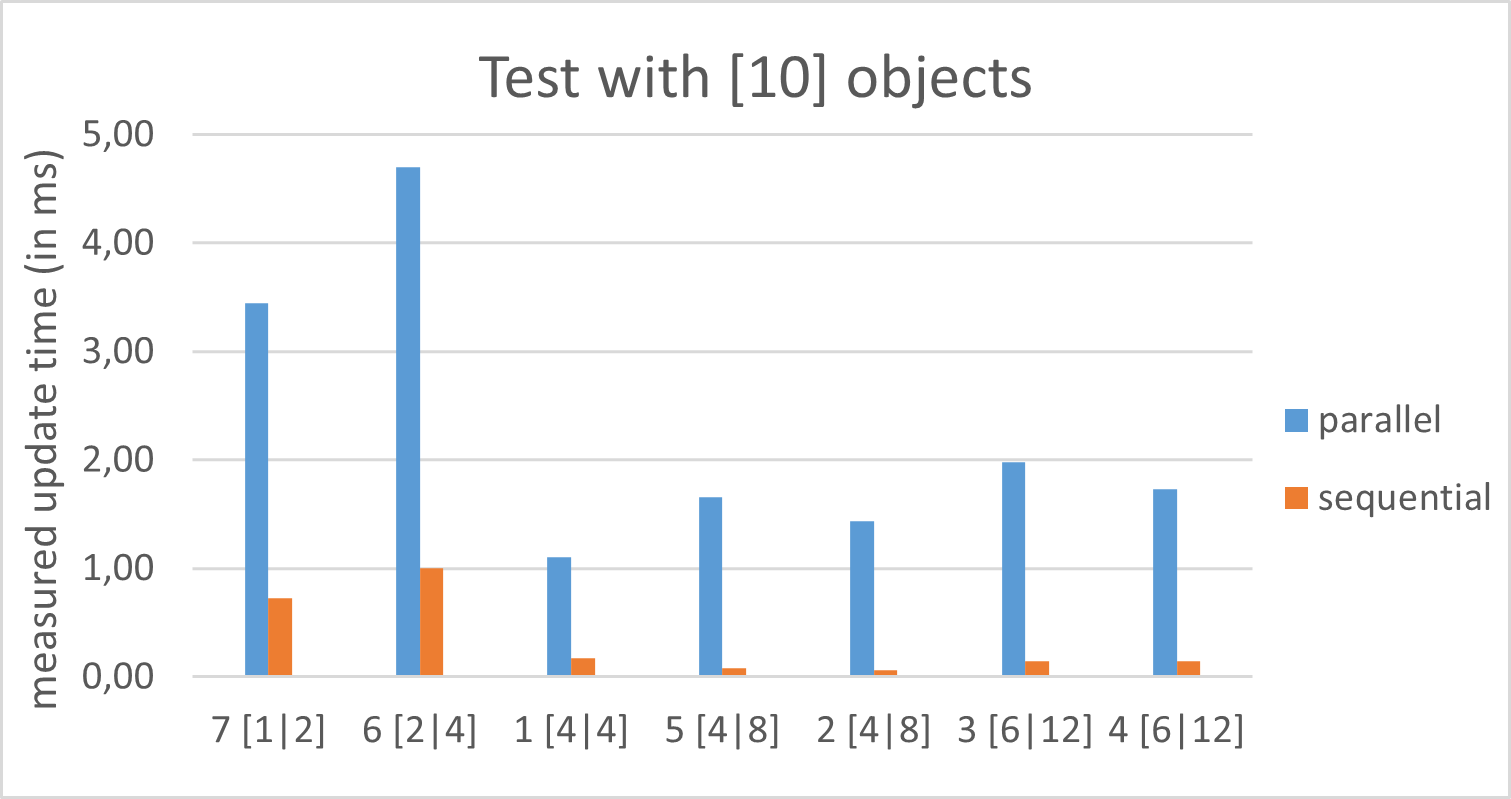 Test with [10] objects
measured update time (in ms)
5,00
4,00
3,00
2,00
1,00
0,00
7 [1|2] 6 [2|4] 1 [4|4] 5 [4|8] 2 [4|8] 3 [6|12] 4 [6|12]
parallel
sequential